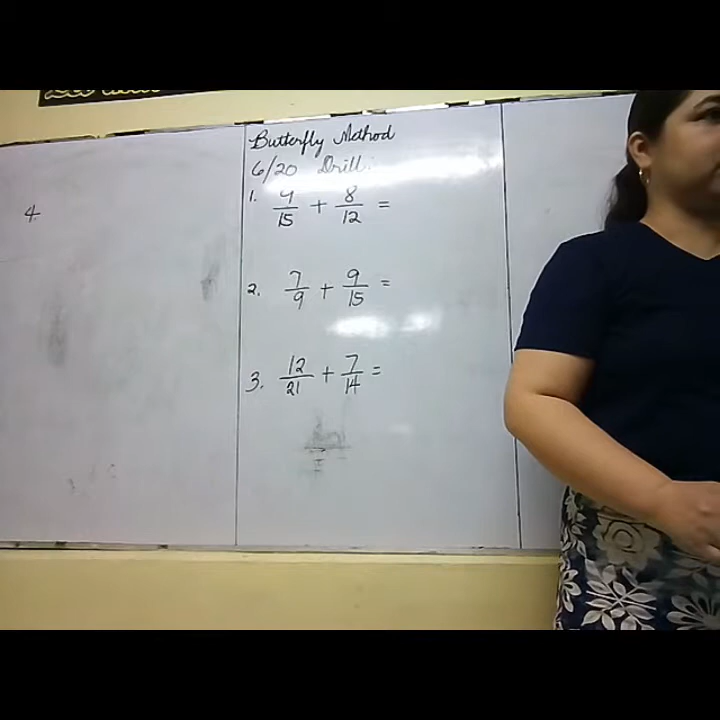 Butterfly Method
6/20 Drill:
1. 4/15 + 8/12 =
2. 7/9 + 9/15 =
3. 12/21 + 7/14 =
4.